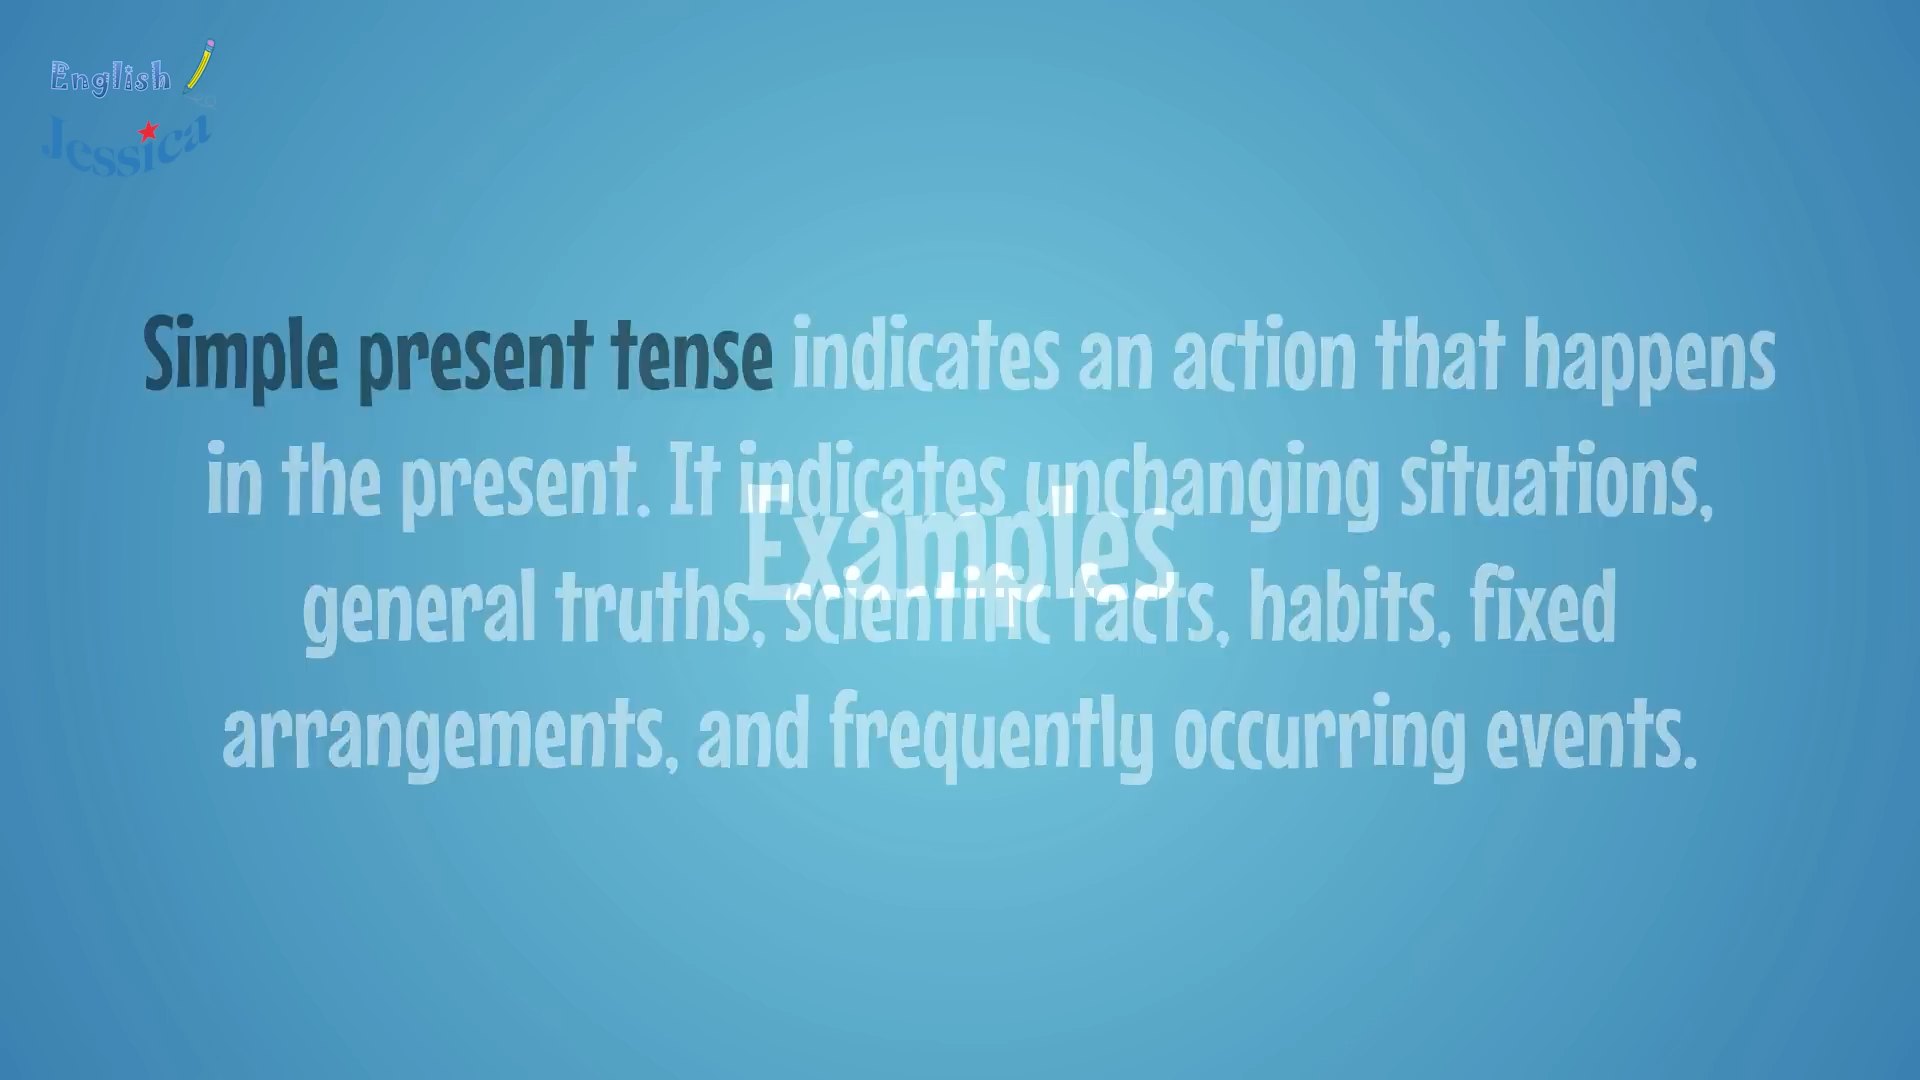 English
Jessica
Simple present tense indicates an action that happens
in the present. It indicates unchanging situations,
Examples
general truths, scientific facts, habits, fixed
arrangements, and frequently occurring events.